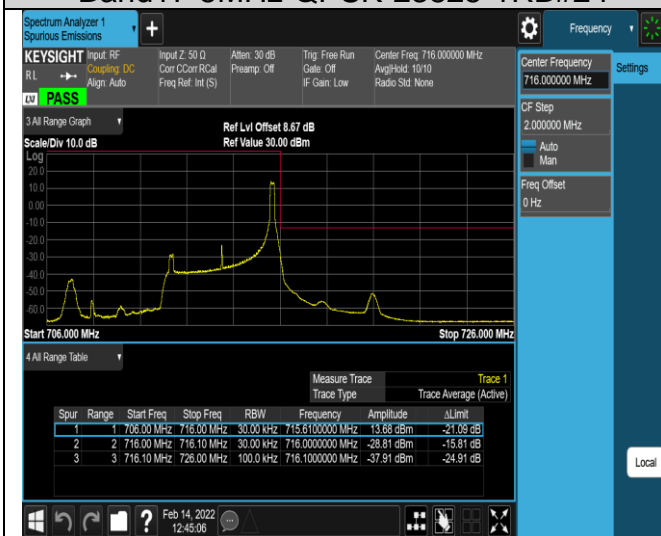 Band17-5MHz-QPSK-23825-1RB#24
Spectrum Analyzer 1
Spurious Emissions
Frequency
KEYSIGHT
R L
Input: RF
Coupling: DC
Align: Auto
Input Z: 50 Ω
Corr CCorr RCal
Freq Ref: Int (S)
Atten: 30 dB
Preamp: Off
Trig: Free Run
Gate: Off
IF Gain: Low
Center Freq: 716.000000 MHz
Avg|Hold: 10/10
Radio Std: None
LW PASS
Center Frequency
716.000000 MHz
Settings
CF Step
2.000000 MHz
Auto
Man
Freq Offset
0 Hz
3 All Range Graph
Scale/Div 10.0 dB
Ref Lvl Offset 8.67 dB
Ref Value 30.00 dBm
Log
20.0
10.0
0.00
-10.0
-20.0
-30.0
-40.0
-50.0
-60.0
Start 706.000 MHz Stop 726.000 MHz
4 All Range Table
Measure Trace Trace 1
Trace Type Trace Average (Active)
Spur Range Start Freq Stop Freq RBW Frequency Amplitude ΔLimit
1 1 706.00 MHz 716.00 MHz 30.00 kHz 715.6100000 MHz 13.68 dBm -21.09 dB
2 2 716.00 MHz 716.10 MHz 30.00 kHz 716.0000000 MHz -28.81 dBm -15.81 dB
3 3 716.10 MHz 726.00 MHz 100.0 kHz 716.1000000 MHz -37.91 dBm -24.91 dB
Local
Feb 14, 2022
12:45:06